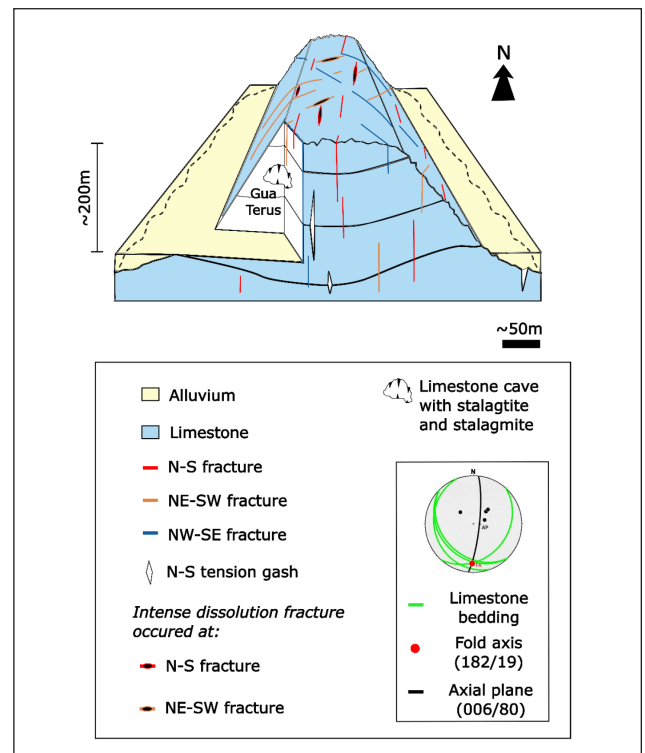 N
~200m
Gua
Terus
~50m
Alluvium
Limestone
N-S fracture
NE-SW fracture
NW-SE fracture
N-S tension gash
Intense dissolution fracture
occured at:
N-S fracture
NE-SW fracture
Limestone cave
with stalagtite
and stalagmite
N
AP
FA
Limestone
bedding
Fold axis
(182/19)
Axial plane
(006/80)